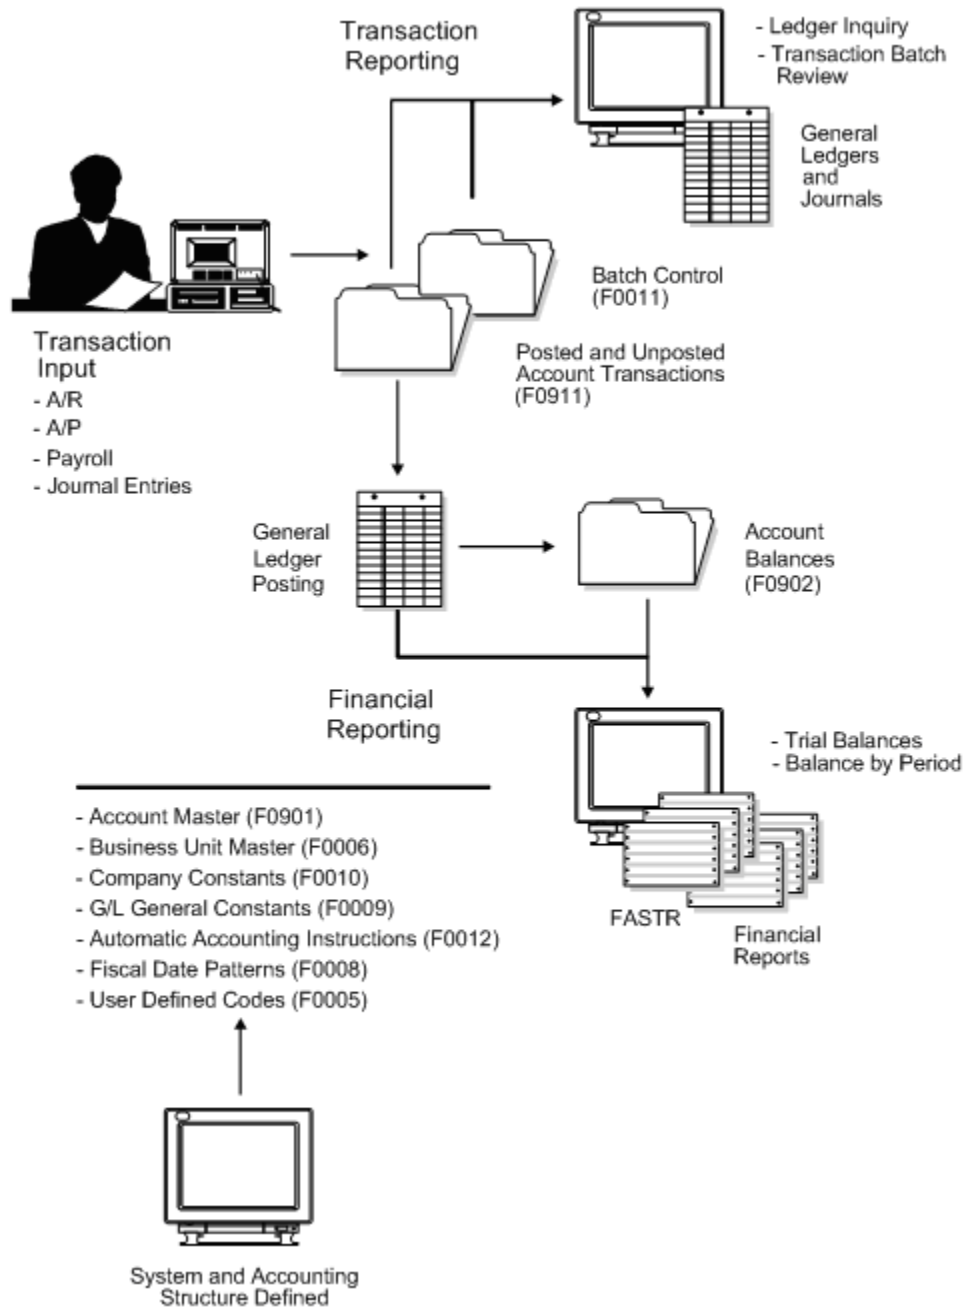 Transaction
Reporting
- Ledger Inquiry
- Transaction Batch
Review
General
Ledgers
and
Journals
Batch Control
(F0011)
Transaction
Input
- A/R
- A/P
- Payroll
- Journal Entries
Posted and Unposted
Account Transactions
(F0911)
General
Ledger
Posting
Account
Balances
(F0902)
Financial
Reporting
- Trial Balances
- Balance by Period
FASTR
Financial
Reports
- Account Master (F0901)
- Business Unit Master (F0006)
- Company Constants (F0010)
- G/L General Constants (F0009)
- Automatic Accounting Instructions (F0012)
- Fiscal Date Patterns (F0008)
- User Defined Codes (F0005)
System and Accounting
Structure Defined